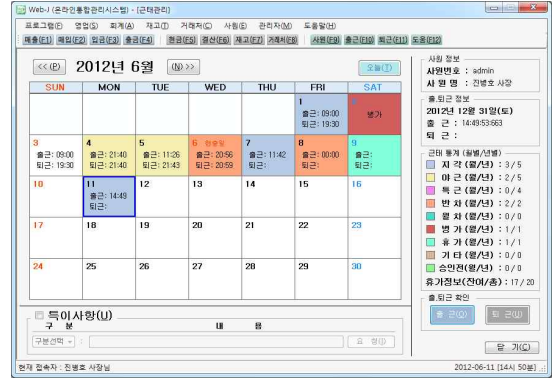 Web-J (온라인통합관리시스템) - [근태관리]
프로그램(F) 영업(S) 회계(A) 재고(T) 거래처(C) 사원(E) 관리자(M) 도움말(H)
매출(F1) 매입(F2) 입금(F3) 출금(F4) 현금(F5) 결산(F6) 재고(F7) 거래처(F8) 사원(F9) 출근(F10) 퇴근(F11) 도움(F12)
<< (P) 2012년 6월 (N) >> 오늘(T)
SUN MON TUE WEB THU FRI SAT
1 2
출근: 09:00 병가
퇴근: 19:30
3 4 5 6 현충일 7 8 9
출근: 09:00 출근: 21:40 출근: 11:26 출근: 20:56 출근: 11:42 출근: 00:00 출근:
퇴근: 19:30 퇴근: 21:40 퇴근: 21:43 퇴근: 20:59 퇴근: 퇴근: 퇴근:
10 11 12 13 14 15 16
출근: 14:49
퇴근:
17 18 19 20 21 22 23
24 25 26 27 28 29 30
특이사항(U)
구 분 내 용
구분선택 : 요 청(I)
사원 정보
사원번호 : admin
사 원 명 : 진병호 사장
출,퇴근 정보
2012년 12월 31일(토)
출 근 : 14:49:53:663
퇴 근 :
근태 통계 (월별/년별)
지 각 (월/년) : 3 / 5
야 근 (월/년) : 2 / 5
특 근 (월/년) : 0 / 4
반 차 (월/년) : 2 / 2
월 차 (월/년) : 0 / 0
병 가 (월/년) : 1 / 1
휴 가 (월/년) : 1 / 1
기 타 (월/년) : 0 / 0
승인전(월/년) : 0 / 0
휴가정보(잔여/총) : 17 / 20
출,퇴근 확인
출 근(O) 퇴 근(U)
닫 기(C)
현재 접속자 : 진병호 사장님 2012-06-11 [14시 50분]